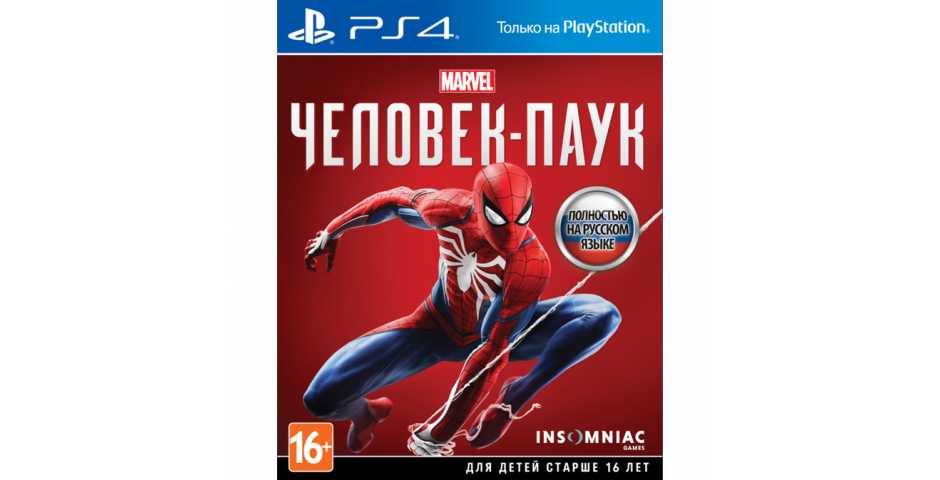 PS4
Только на PlayStation
MARVEL
ЧЕЛОВЕК-ПАУК
ПОЛНОСТЬЮ
НА РУССКОМ
ЯЗЫКЕ
INSOMNIAC
GAMES
16+
ДЛЯ ДЕТЕЙ СТАРШЕ 16 ЛЕТ